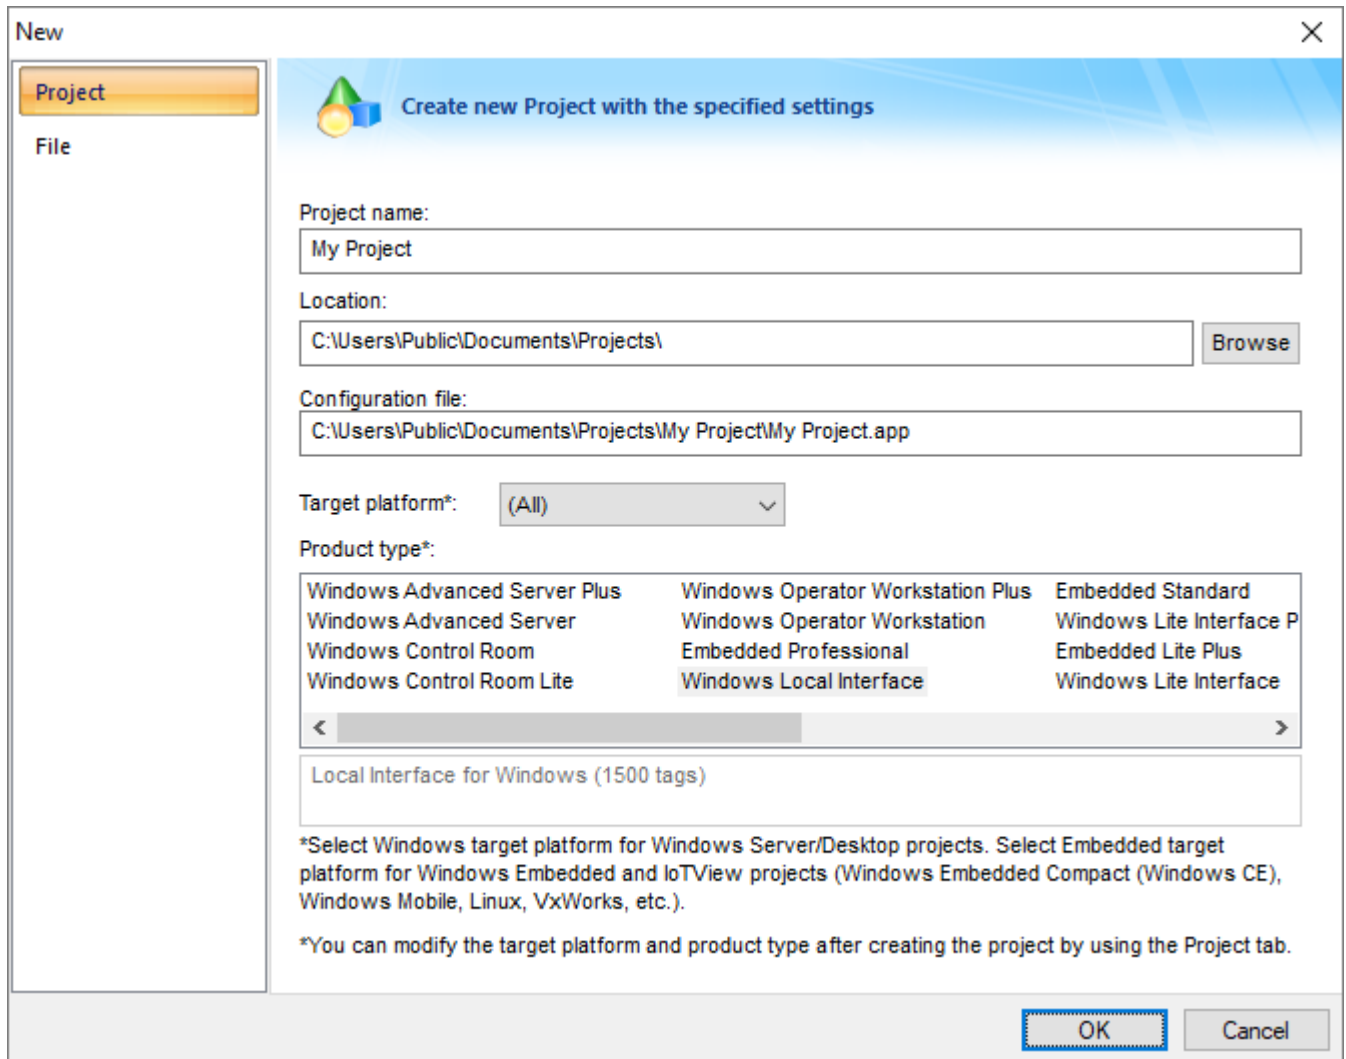 New
Project
File
Create new Project with the specified settings
Project name:
My Project
Location:
C:\Users\Public\Documents\Projects\
Browse
Configuration file:
C:\Users\Public\Documents\Projects\My Project\My Project.app
Target platform*:
(All)
Product type*:
Windows Advanced Server Plus Windows Operator Workstation Plus Embedded Standard
Windows Advanced Server Windows Operator Workstation Windows Lite Interface P
Windows Control Room Embedded Professional Embedded Lite Plus
Windows Control Room Lite Windows Local Interface Windows Lite Interface
Local Interface for Windows (1500 tags)
*Select Windows target platform for Windows Server/Desktop projects. Select Embedded target
platform for Windows Embedded and IoTView projects (Windows Embedded Compact (Windows CE),
Windows Mobile, Linux, VxWorks, etc.).
*You can modify the target platform and product type after creating the project by using the Project tab.
OK Cancel